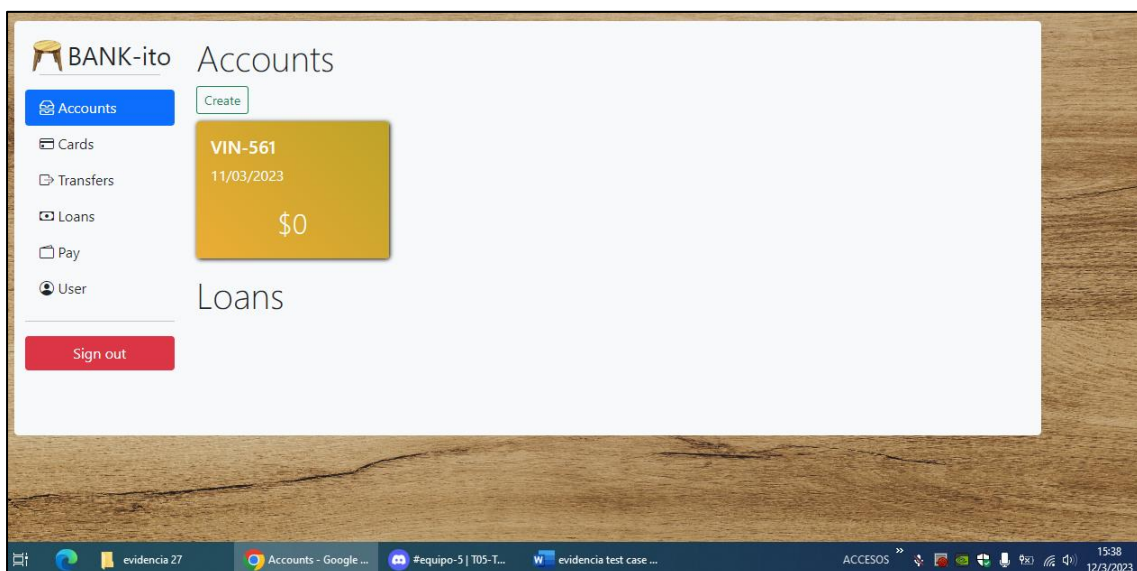 BANK-ito
Accounts
Cards
Transfers
Loans
Pay
User
Sign out
Accounts
Create
VIN-561
11/03/2023
$0
Loans
evidencia 27
Accounts - Google ...
#equipo-5 | T05-T...
evidencia test case ...
ACCESOS
15:38
12/3/2023